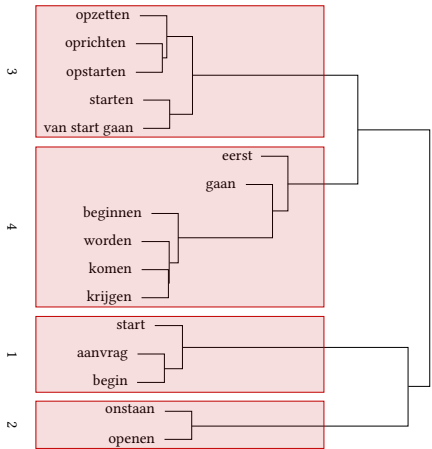 opzetten
oprichten
opstarten
starten
van start gaan
3
eerst
gaan
beginnen
worden
komen
krijgen
4
start
aanvrag
begin
1
onstaan
openen
2